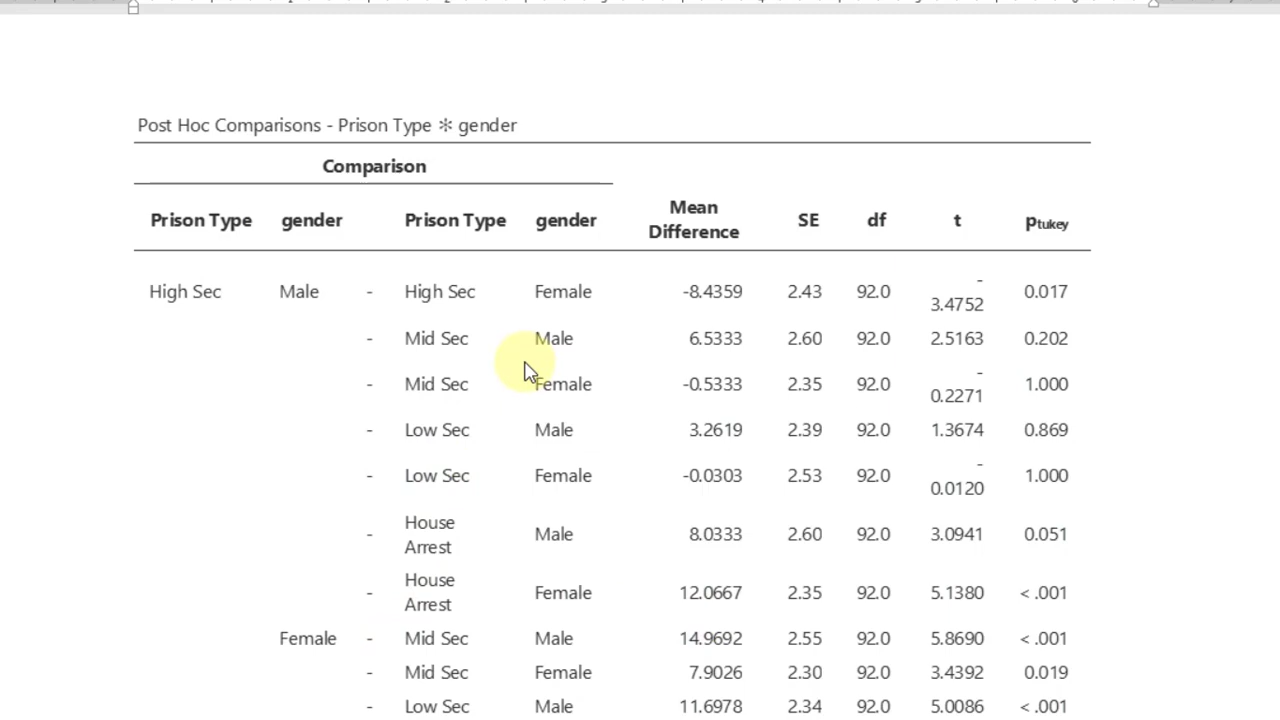 Post Hoc Comparisons - Prison Type ✻ gender
Comparison
Prison Type gender Prison Type gender Mean Difference SE df t ptukey
High Sec Male - High Sec Female -8.4359 2.43 92.0 -3.4752 0.017
- Mid Sec Male 6.5333 2.60 92.0 2.5163 0.202
- Mid Sec Female -0.5333 2.35 92.0 -0.2271 1.000
- Low Sec Male 3.2619 2.39 92.0 1.3674 0.869
- Low Sec Female -0.0303 2.53 92.0 -0.0120 1.000
- House Arrest Male 8.0333 2.60 92.0 3.0941 0.051
- House Arrest Female 12.0667 2.35 92.0 5.1380 < .001
Female - Mid Sec Male 14.9692 2.55 92.0 5.8690 < .001
- Mid Sec Female 7.9026 2.30 92.0 3.4392 0.019
- Low Sec Male 11.6978 2.34 92.0 5.0086 < .001